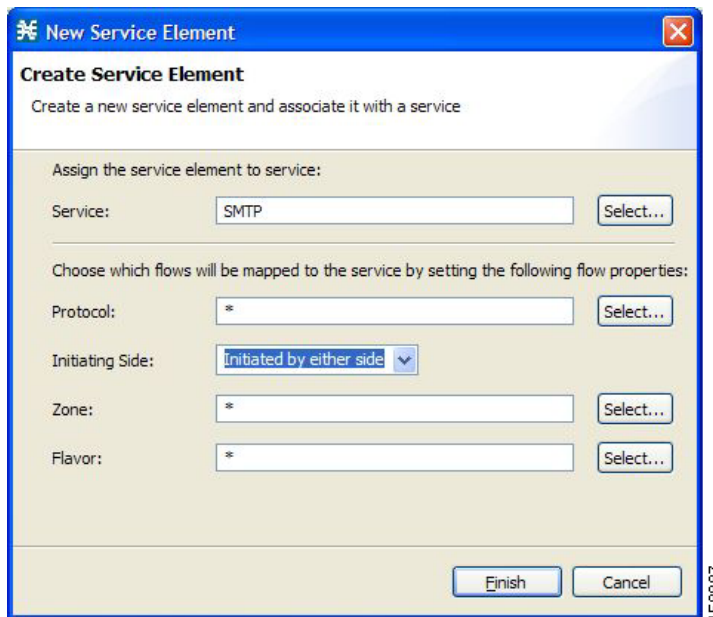 New Service Element
Create Service Element
Create a new service element and associate it with a service
Assign the service element to service:
Service: SMTP Select...
Choose which flows will be mapped to the service by setting the following flow properties:
Protocol: * Select...
Initiating Side: Initiated by either side
Zone: * Select...
Flavor: * Select...
Finish Cancel